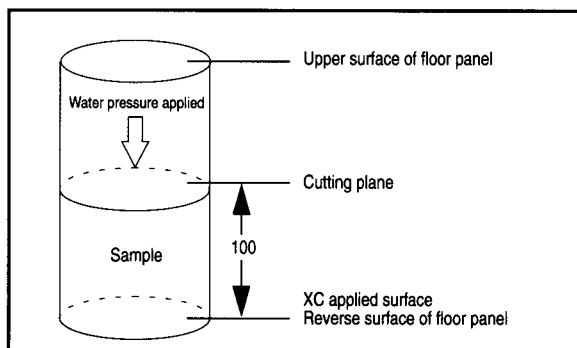 Upper surface of floor panel
Water pressure applied
Cutting plane
100
Sample
XC applied surface
Reverse surface of floor panel